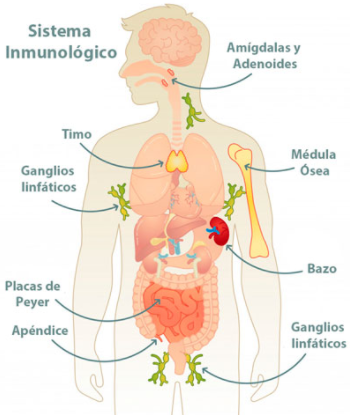 Sistema
Inmunológico
Amígdalas y
Adenoides
Timo
Médula
Ósea
Ganglios
linfáticos
Bazo
Placas de
Peyer
Apéndice
Ganglios
linfáticos